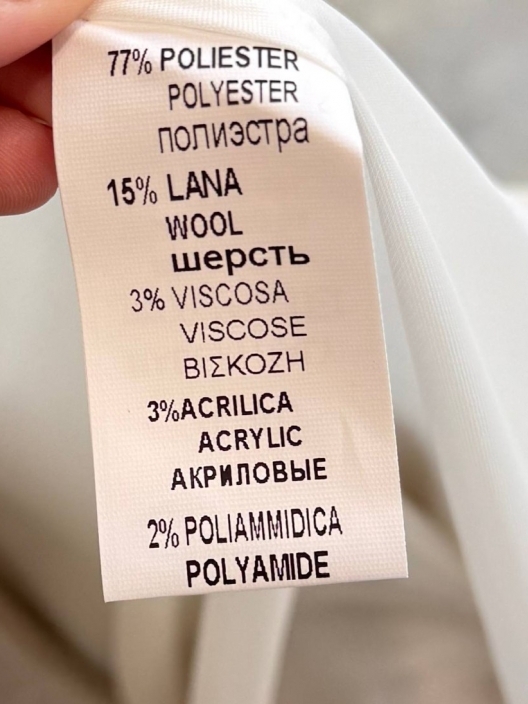 77% POLIESTER
POLYESTER
полиэстра
15% LANA
WOOL
шерсть
3% VISCOSA
VISCOSE
ΒΙΣΚΟΖΗ
3%ACRILICA
ACRYLIC
АКРИЛОВЫЕ
2% POLIAMMIDICA
POLYAMIDE